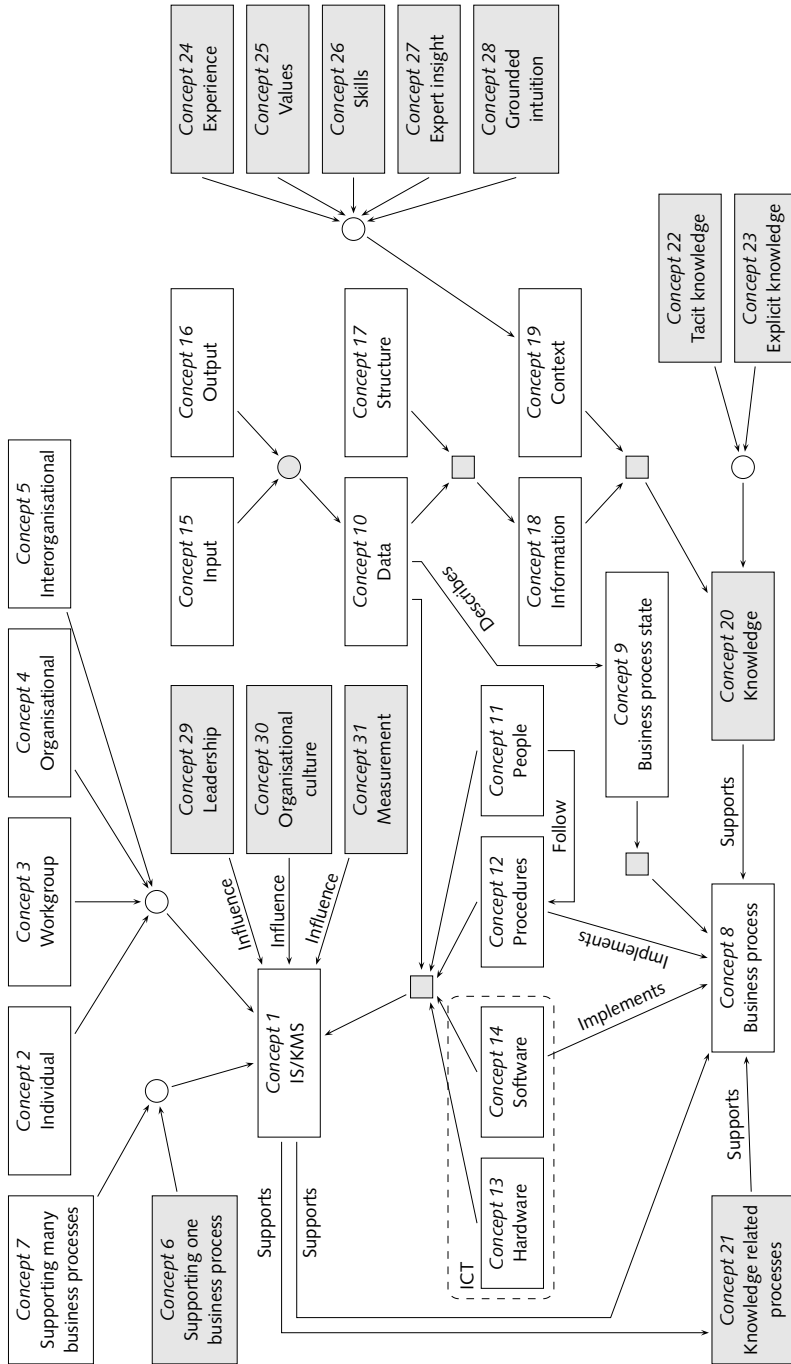 Concept 7
Supporting many
business processes
Concept 2
Individual
Concept 3
Workgroup
Concept 4
Organisational
Concept 5
Interorganisational
Concept 6
Supporting one
business process
Concept 29
Leadership
Concept 15
Input
Concept 16
Output
Concept 24
Experience
Concept 30
Organisational
culture
Concept 25
Values
Concept 1
IS/KMS
Influence
Influence
Influence
Concept 31
Measurement
Concept 10
Data
Concept 17
Structure
Concept 26
Skills
Concept 27
Expert insight
Concept 28
Grounded
intuition
Supports
Supports
Describes
ICT
Concept 13
Hardware
Concept 14
Software
Concept 12
Procedures
Concept 11
People
Follow
Concept 18
Information
Concept 19
Context
Implements
Implements
Concept 9
Business process state
Concept 21
Knowledge related
processes
Supports
Concept 8
Business process
Supports
Concept 20
Knowledge
Concept 22
Tacit knowledge
Concept 23
Explicit knowledge